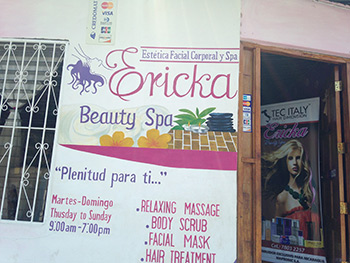 CREDOMATIC
VISA
Estética Facial Corporal y Spa
Ericka
Beauty Spa
"Plenitud para ti..."
Martes-Domingo
Thusday to Sunday
9.00am-7.00pm
• RELAXING MASSAGE
• BODY SCRUB
• FACIAL MASK
• HAIR TREATMENT
TEC ITALY
Ericka